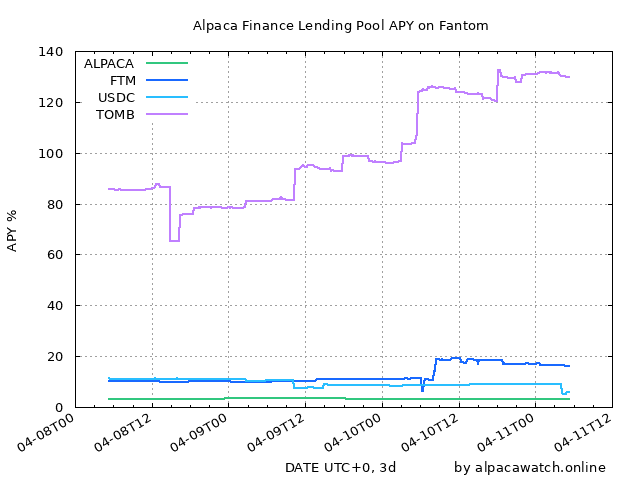 Alpaca Finance Lending Pool APY on Fantom
140
120
100
80
60
40
20
0
APY %
ALPACA
FTM
USDC
TOMB
04-08T00
04-08T12
04-09T00
04-09T12
04-10T00
04-10T12
04-11T00
04-11T12
DATE UTC+0, 3d
by alpacawatch.online